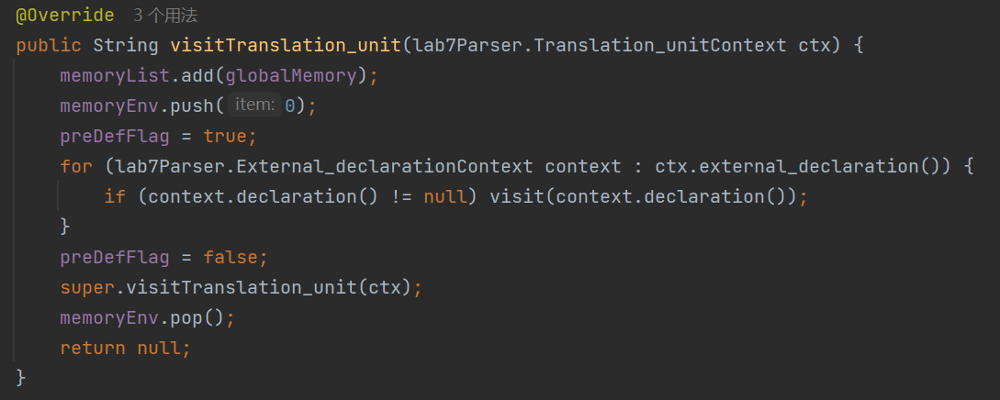 @Override 3 个用法
public String visitTranslation_unit(lab7Parser.Translation_unitContext ctx) {
    memoryList.add(globalMemory);
    memoryEnv.push( item: 0);
    preDefFlag = true;
    for (lab7Parser.External_declarationContext context : ctx.external_declaration()) {
        if (context.declaration() != null) visit(context.declaration());
    }
    preDefFlag = false;
    super.visitTranslation_unit(ctx);
    memoryEnv.pop();
    return null;
}